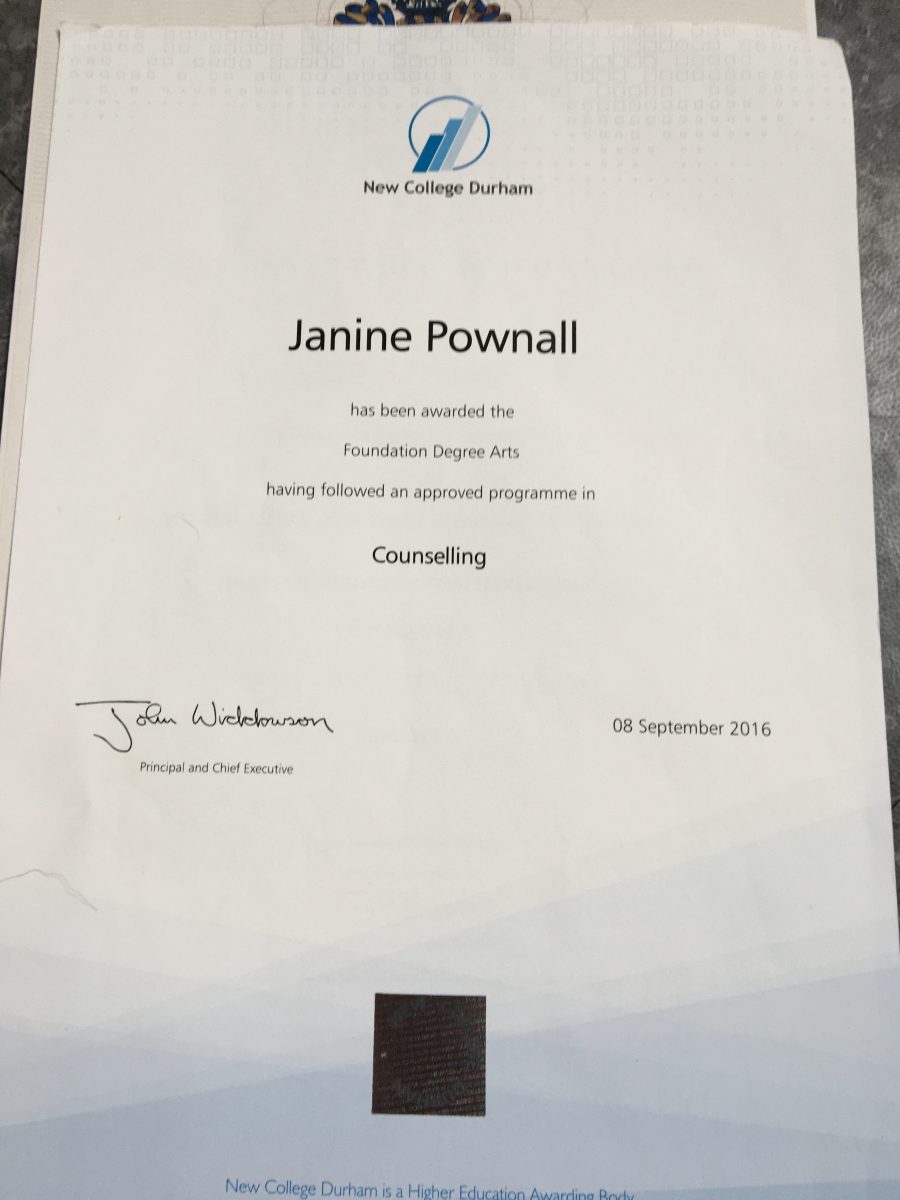 New College Durham
Janine Pownall
has been awarded the
Foundation Degree Arts
having followed an approved programme in
Counselling
John Widdowson
08 September 2016
Principal and Chief Executive
New College Durham is a Higher Education Awarding Body